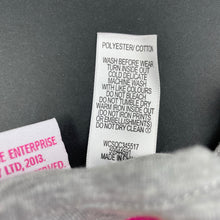 POLYESTER/ COTTON
WASH BEFORE WEAR
TURN INSIDE OUT
COLD DELICATE
MACHINE WASH
WITH LIKE COLOURS
DO NOT BLEACH
DO NOT TUMBLE DRY
WARM IRON INSIDE OUT
DO NOT IRON PRINTS
OR EMBELLISHMENTS
DO NOT DRY CLEAN
WCSOC345517
MADE IN
E ENTERPRISE
Y LTD, 2013.
RESERVED.